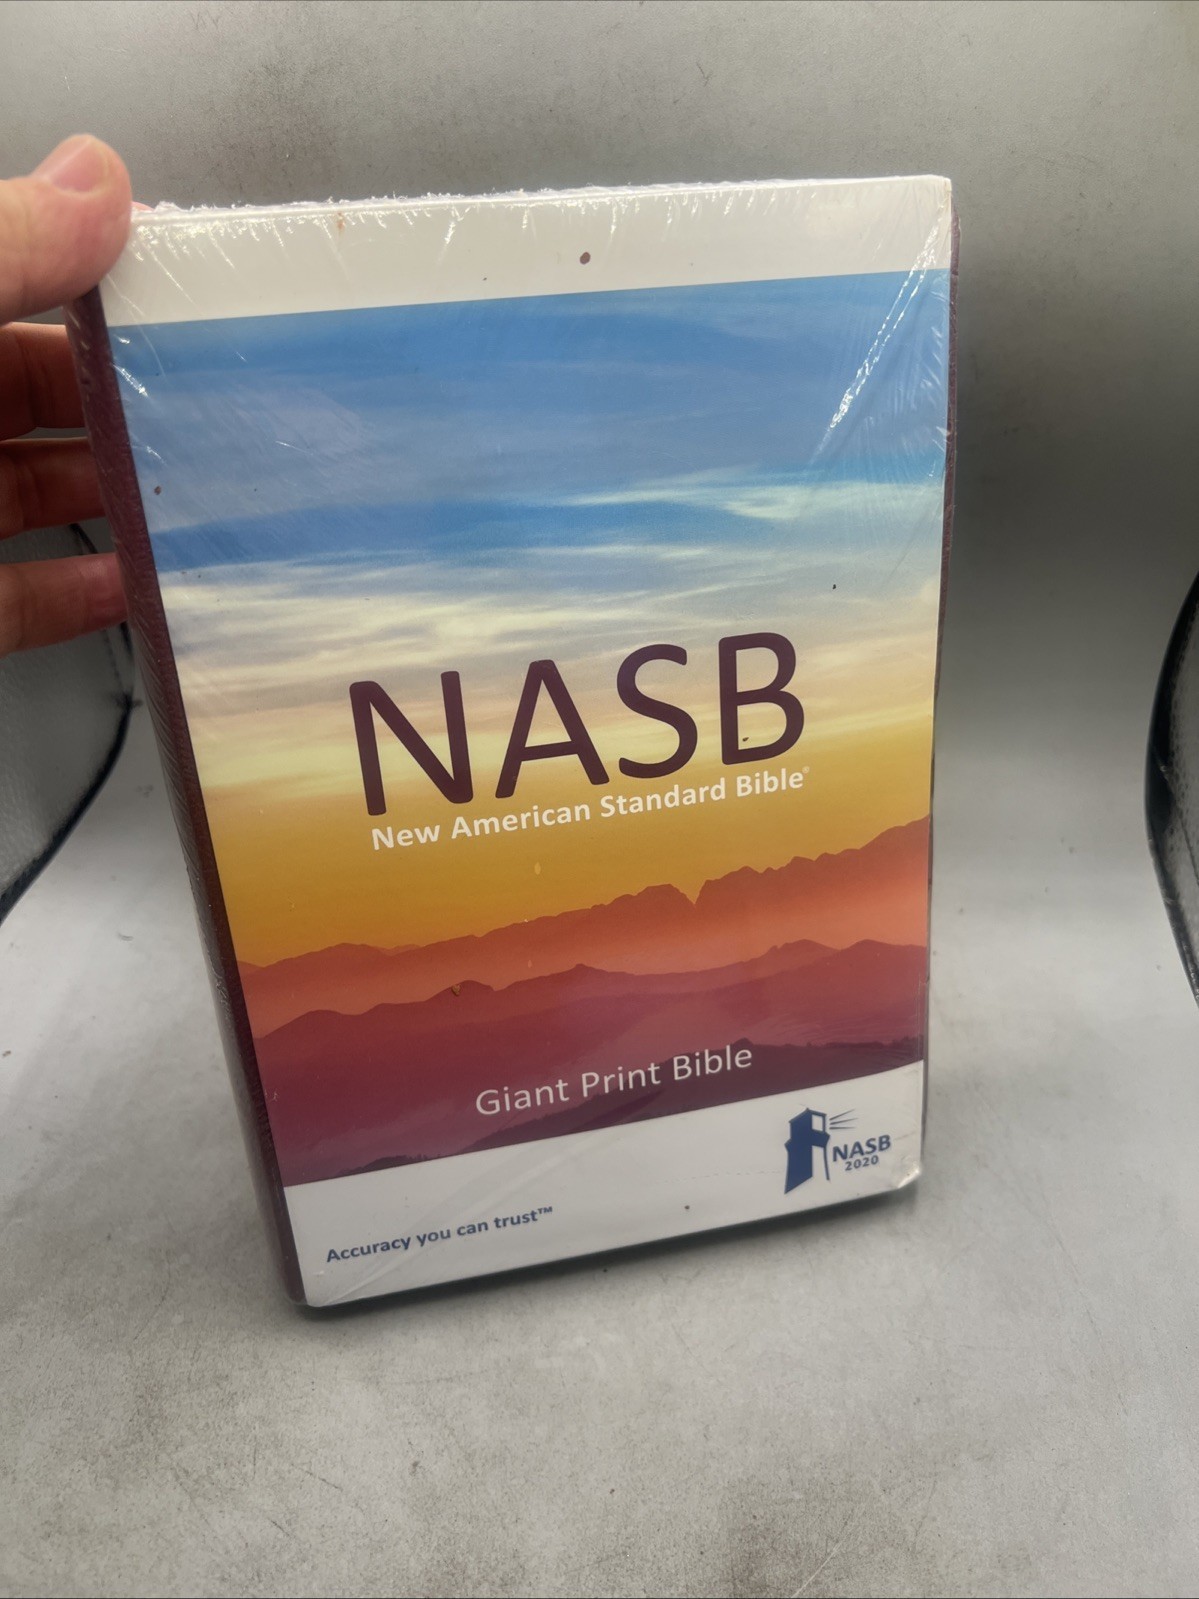 NASB
New American Standard Bible®
Giant Print Bible
NASB
2020
Accuracy you can trust™